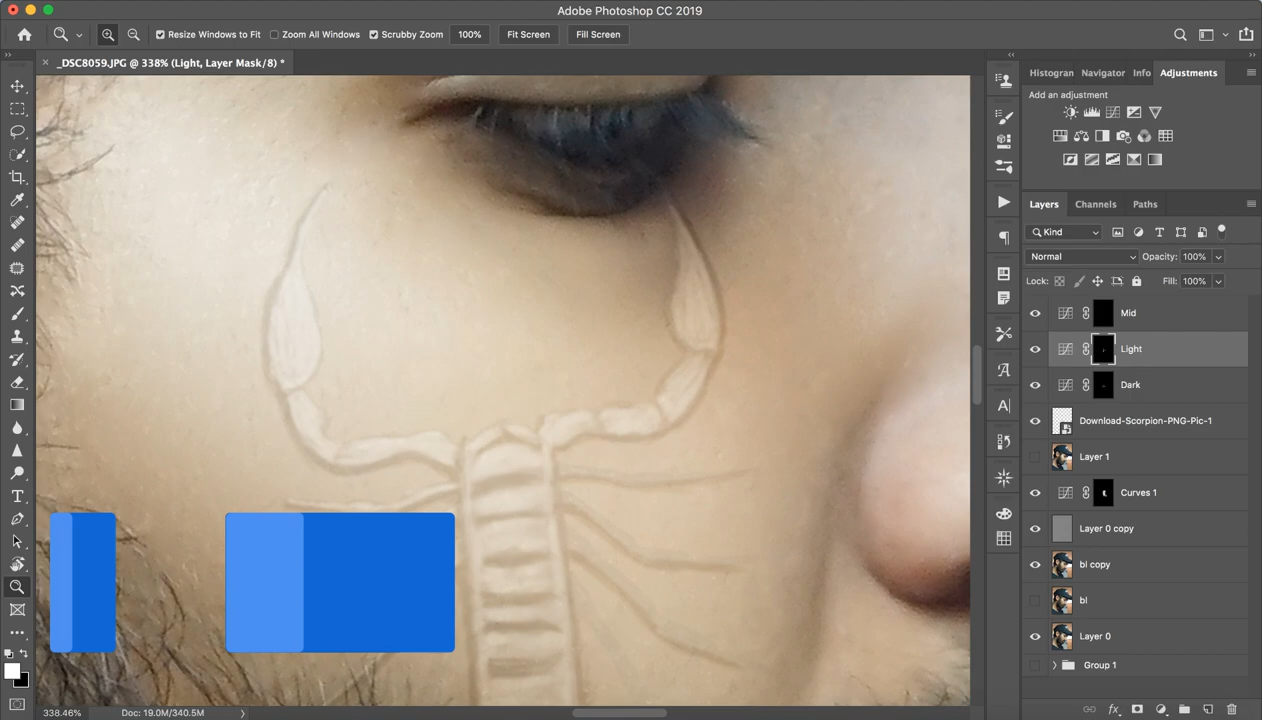 Adobe Photoshop CC 2019
Resize Windows to Fit
Zoom All Windows
Scrubby Zoom
100%
Fit Screen
Fill Screen
_DSC8059.JPG @ 338% (Light, Layer Mask/8) *
Histogran
Navigator
Info
Adjustments
Add an adjustment
Layers
Channels
Paths
Kind
Normal
Opacity: 100%
Lock:
Fill: 100%
Mid
Light
Dark
Download-Scorpion-PNG-Pic-1
Layer 1
Curves 1
Layer 0 copy
bl copy
bl
Layer 0
Group 1
338.46%
Doc: 19.0M/340.5M